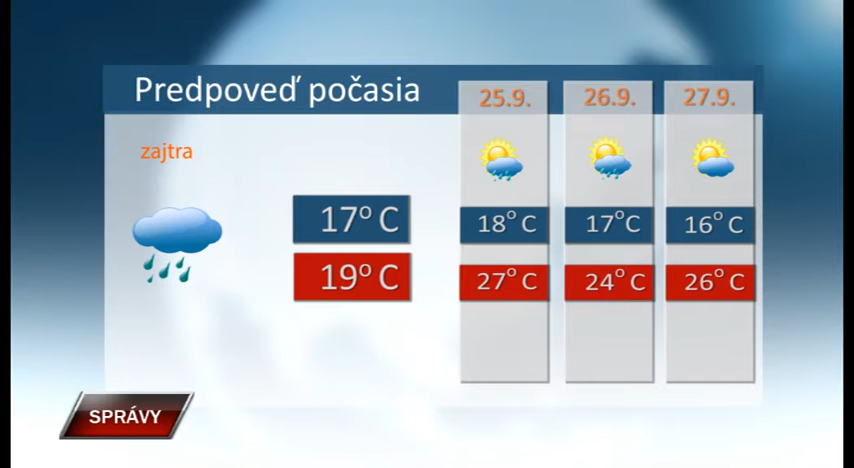 Predpoveď počasia
zajtra
17° C
19° C
25.9. 26.9. 27.9.
18° C 17°C 16° C
27° C 24° C 26° C
SPRÁVY